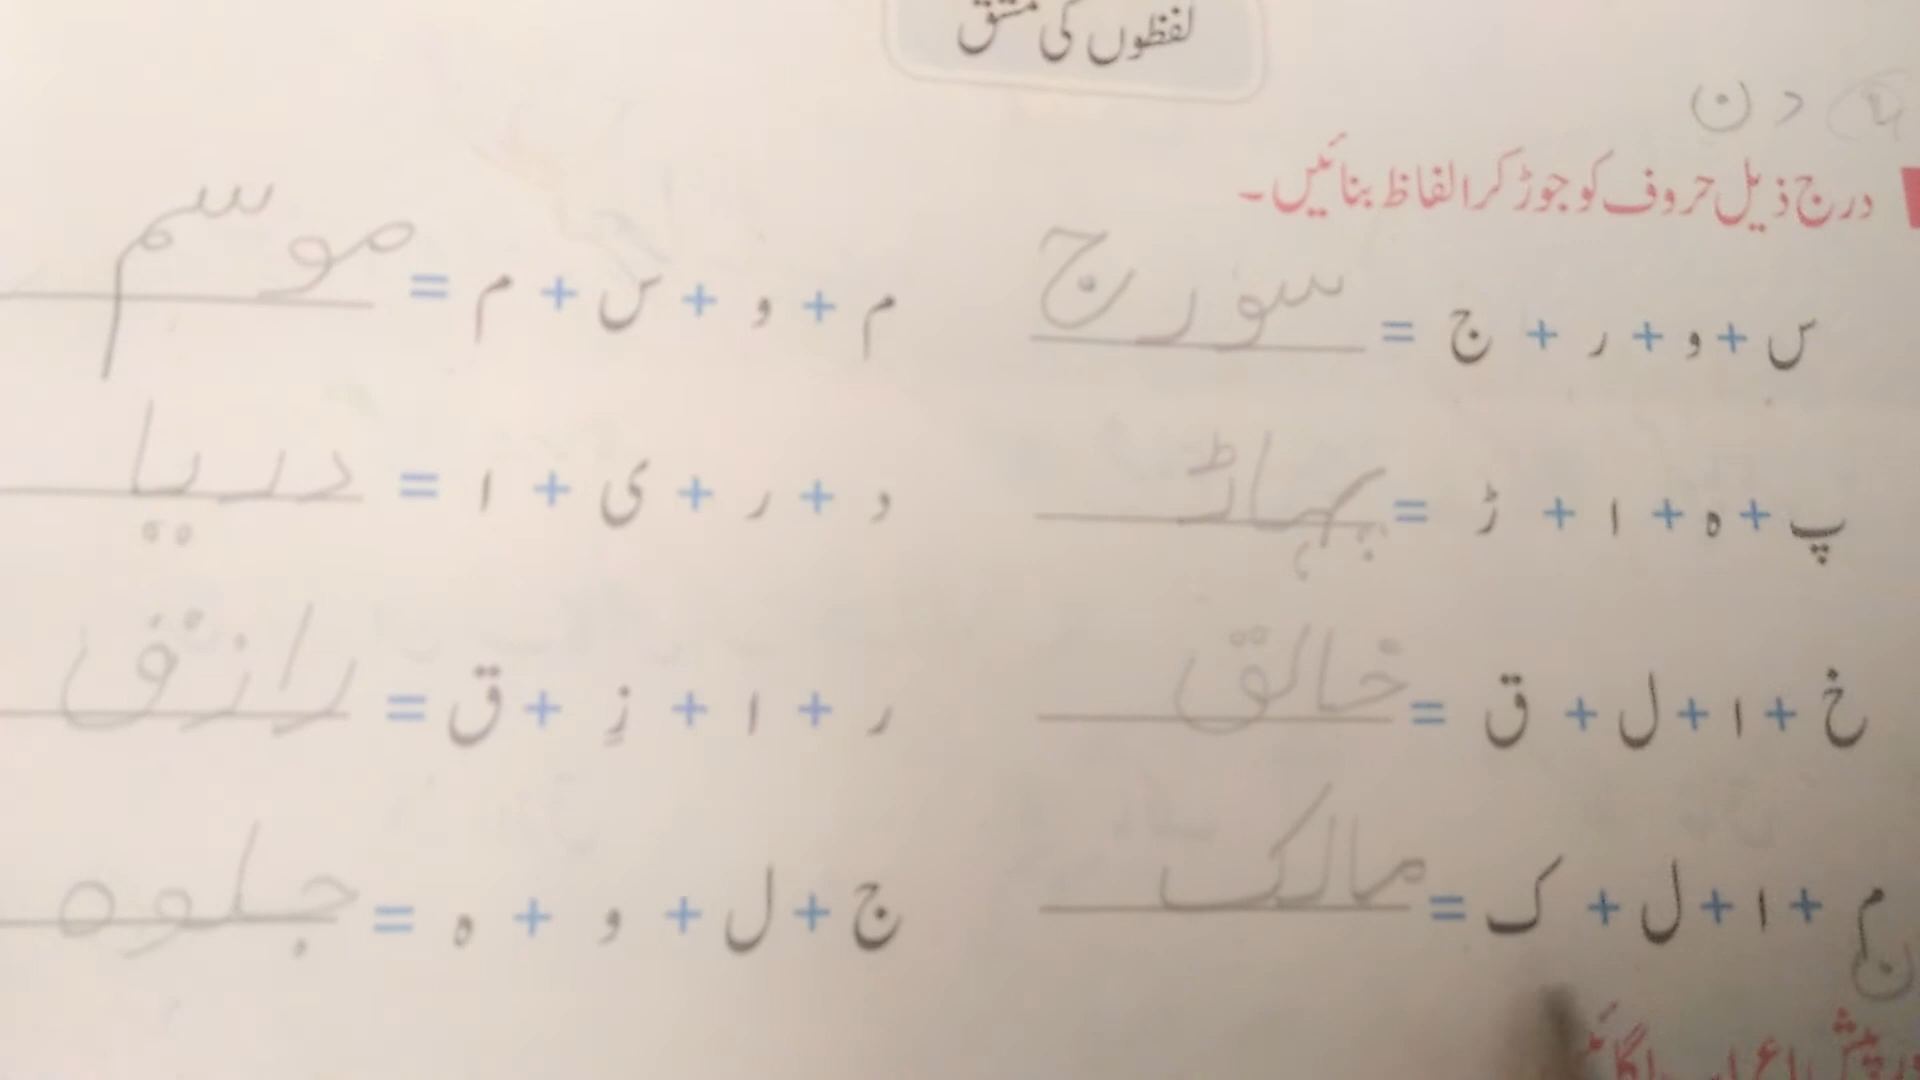 لفظوں کی مشق
دن
درج ذیل حروف کو جوڑ کر الفاظ بنائیں۔
س + و + ر + ج = سورج
م + و + س + م = موسم
پ + ہ + ا + ڑ = پہاڑ
د + ر + ی + ا = دریا
خ + ا + ل + ق = خالق
ر + ا + زِ + ق = رازق
م + ا + ل + ک = مالک
ج + ل + و + ہ = جلوہ